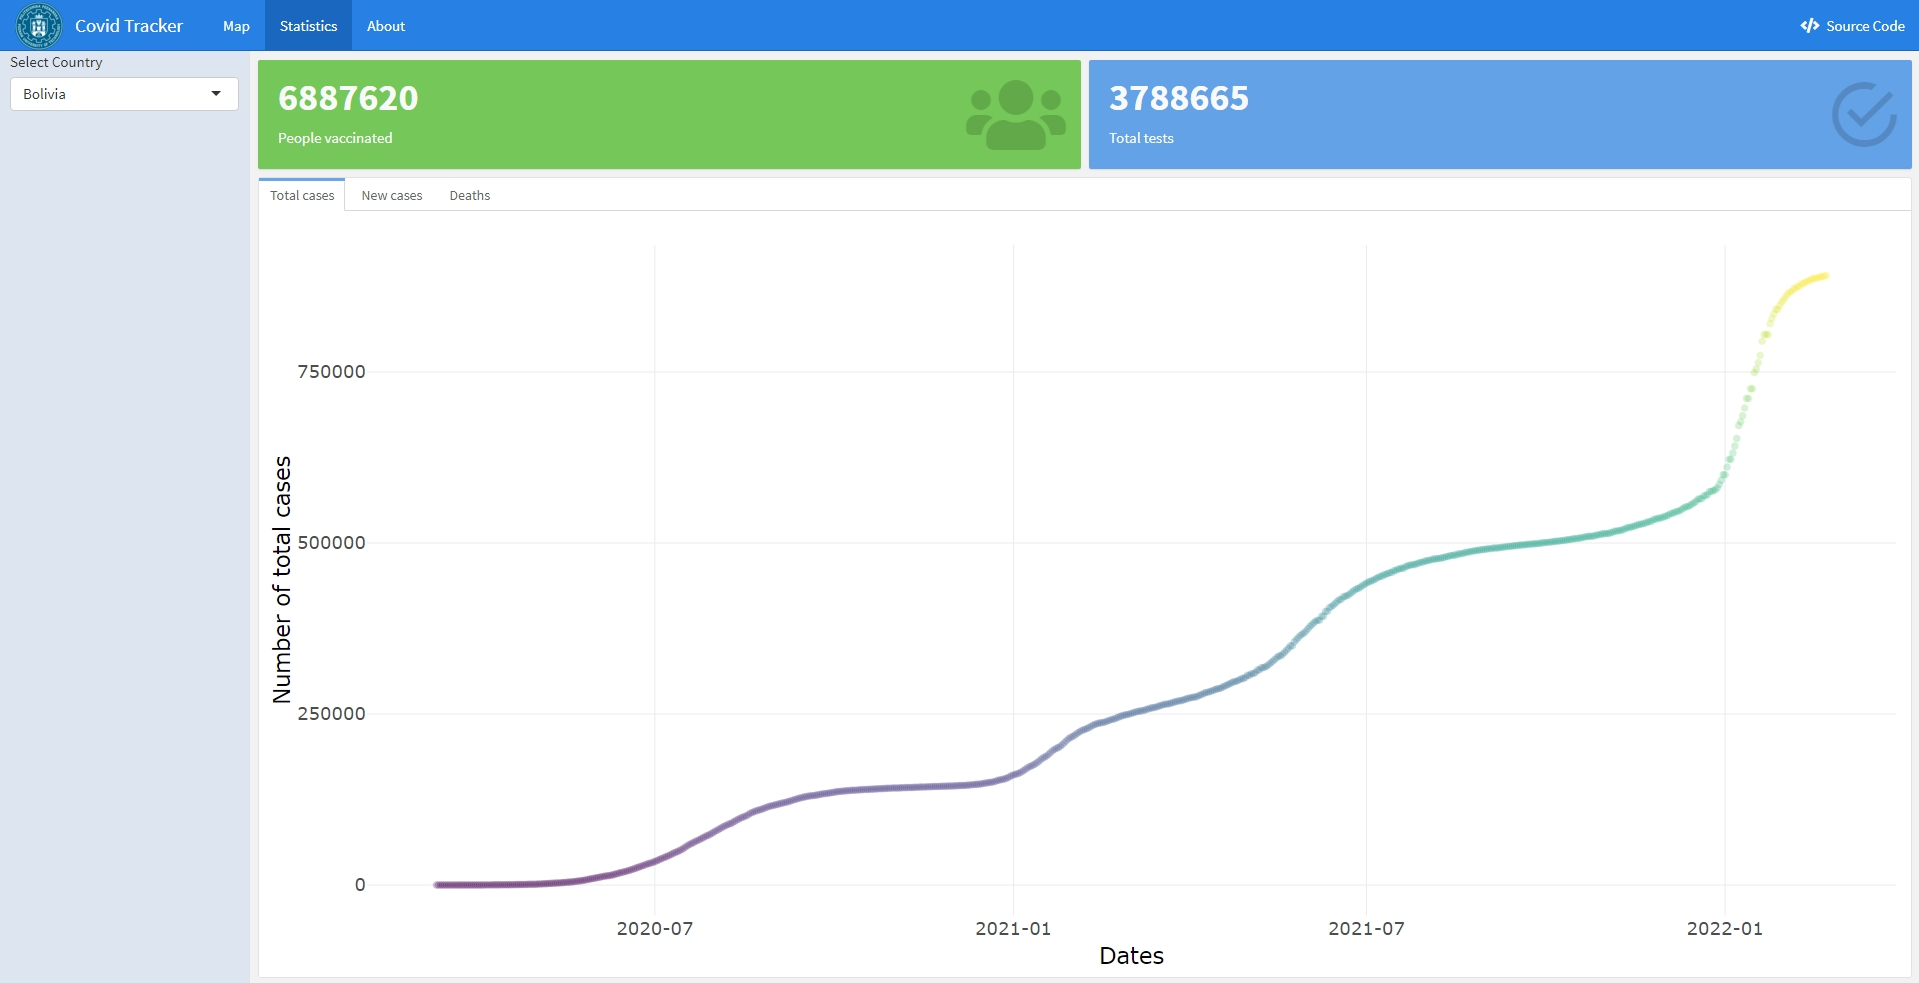 Covid Tracker
Map
Statistics
About
Source Code
Select Country
Bolivia
6887620
People vaccinated
3788665
Total tests
Total cases
New cases
Deaths
Number of total cases
750000
500000
250000
0
2020-07
2021-01
2021-07
2022-01
Dates